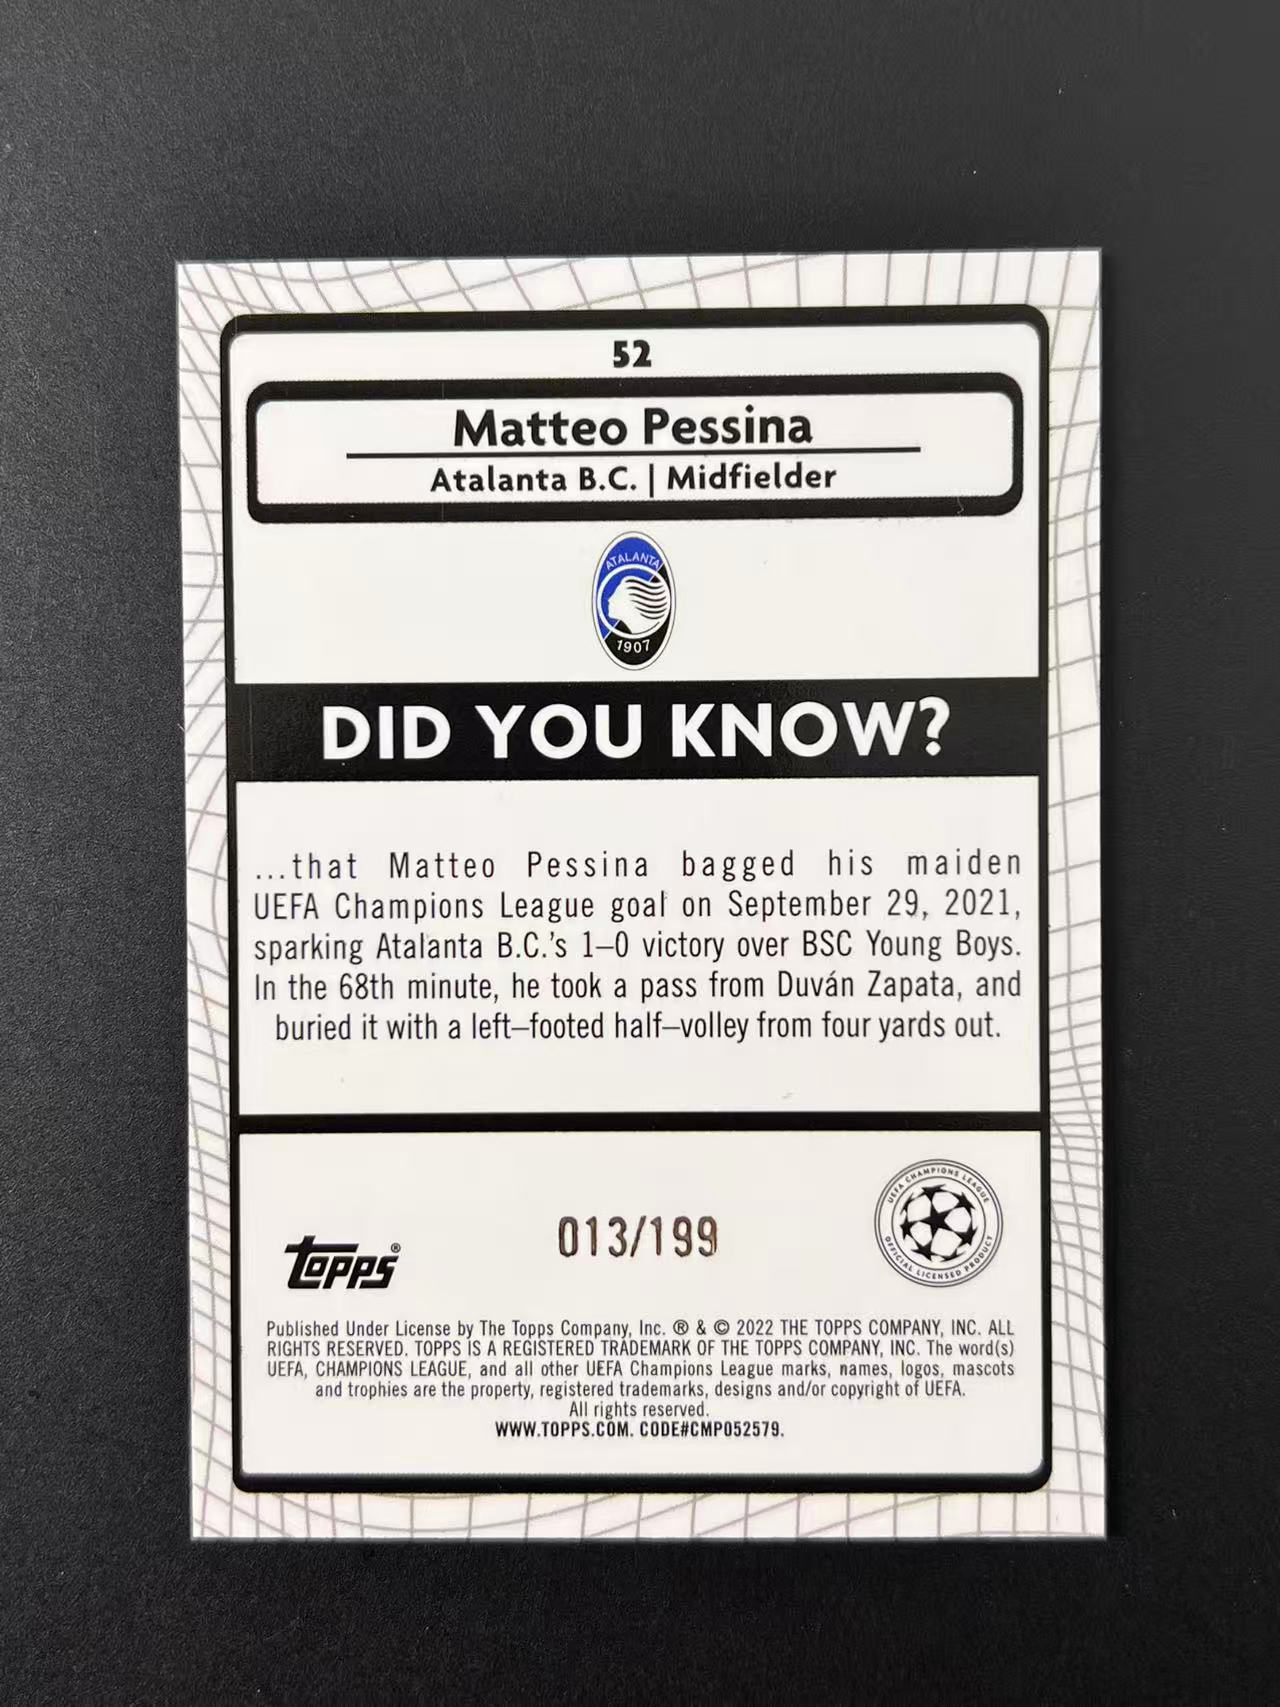 52
Matteo Pessina
Atalanta B.C. | Midfielder
ATALANTA
1907
DID YOU KNOW?
...that Matteo Pessina bagged his maiden
UEFA Champions League goal on September 29, 2021,
sparking Atalanta B.C.'s 1–0 victory over BSC Young Boys.
In the 68th minute, he took a pass from Duván Zapata, and
buried it with a left–footed half–volley from four yards out.
UEFA CHAMPIONS LEAGUE
OFFICIAL LICENSED PRODUCT
013/199
Topps®
Published Under License by The Topps Company, Inc. ® & © 2022 THE TOPPS COMPANY, INC. ALL
RIGHTS RESERVED. TOPPS IS A REGISTERED TRADEMARK OF THE TOPPS COMPANY, INC. The word(s)
UEFA, CHAMPIONS LEAGUE, and all other UEFA Champions League marks, names, logos, mascots
and trophies are the property, registered trademarks, designs and/or copyright of UEFA.
All rights reserved.
WWW.TOPPS.COM. CODE#CMP052579.